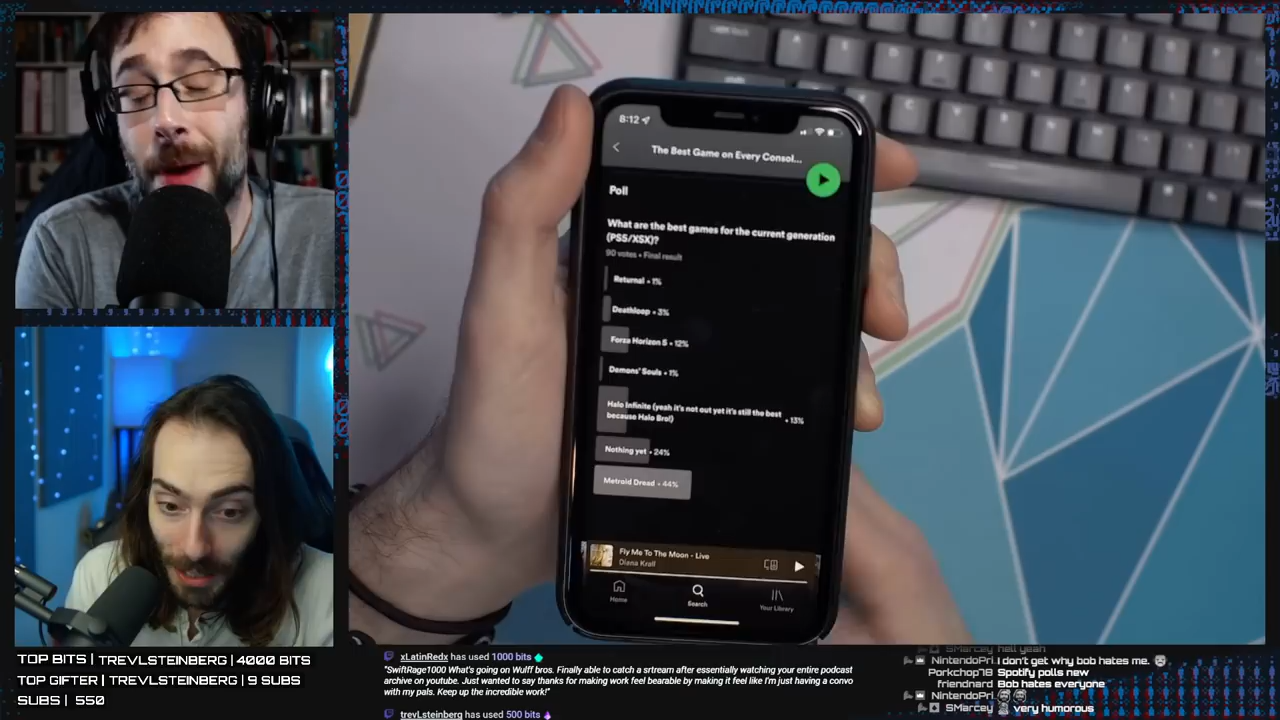 8:12
The Best Game on Every Consol...
Poll
What are the best games for the current generation
(PS5/XSX)?
90 votes • Final result
Returnal • 1%
Deathloop • 3%
Forza Horizon 5 • 12%
Demons' Souls • 1%
Halo Infinite (yeah it's not out yet it's still the best
because Halo Bro!) • 13%
Nothing yet • 24%
Metroid Dread • 44%
Fly Me To The Moon - Live
Diana Krall
Home
Search
Your Library
TOP BITS | TREVLSTEINBERG | 4000 BITS
TOP GIFTER | TREVLSTEINBERG | 9 SUBS
SUBS | 550
xLatinRedx has used 1000 bits
"SwiftRage1000 What's going on Wulff bros. Finally able to catch a srtream after essentially watching your entire podcast
archive on youtube. Just wanted to say thanks for making work feel bearable by making it feel like I'm just having a convo
with my pals. Keep up the incredible work!"
trevLsteinberg has used 500 bits
SMarcey hell yeah
NintendoPri. I don't get why bob hates me.
Porkchop18 Spotify polls new
friendnard Bob hates everyone
NintendoPri.
SMarcey very humorous